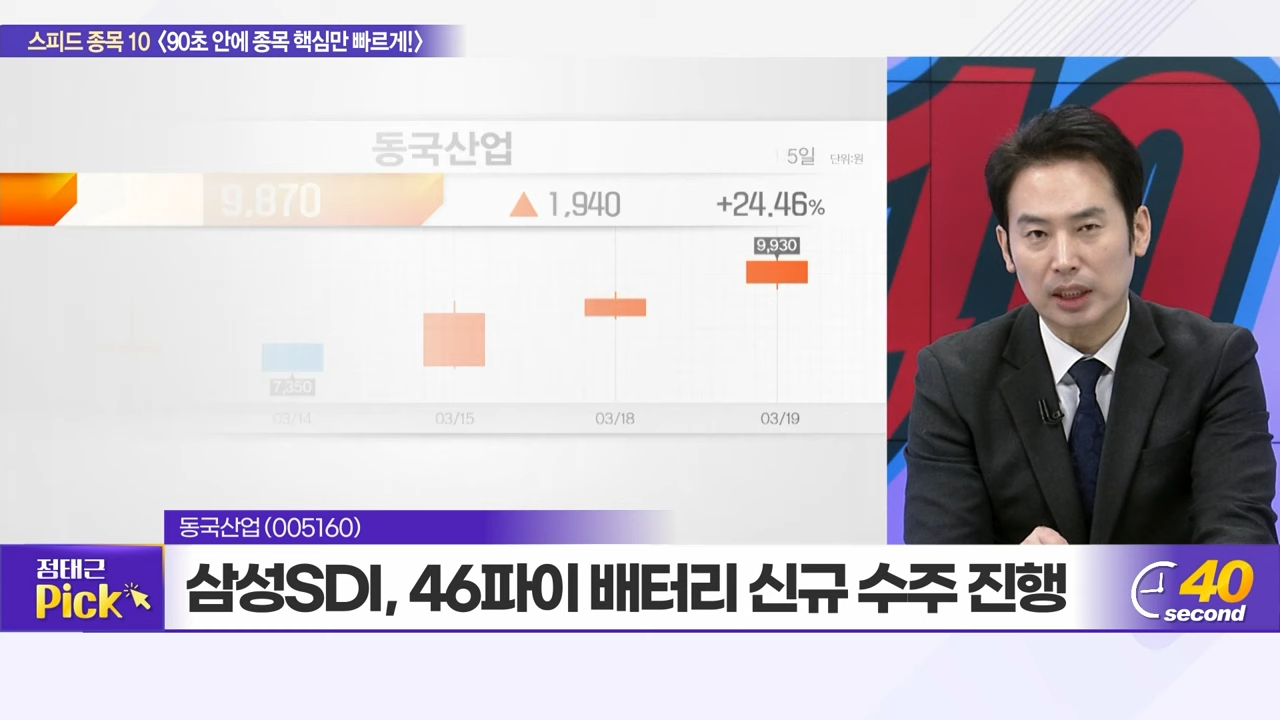 스피드 종목 10 〈90초 안에 종목 핵심만 빠르게!〉
동국산업
5일 단위:원
9,870 ▲ 1,940 +24.46%
9,930
7,350
03/14 03/15 03/18 03/19
동국산업(005160)
정태근
Pick
삼성SDI, 46파이 배터리 신규 수주 진행
40
second